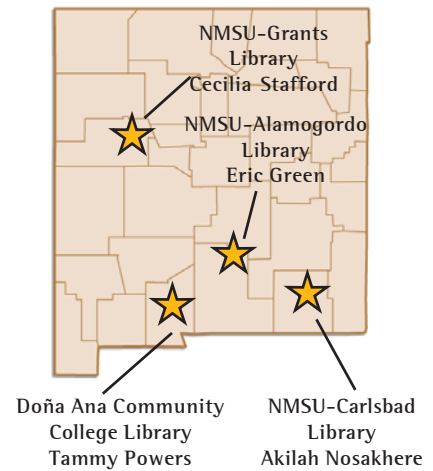 NMSU-Grants
Library
Cecilia Stafford
NMSU-Alamogordo
Library
Eric Green
Doña Ana Community
College Library
Tammy Powers
NMSU-Carlsbad
Library
Akilah Nosakhere